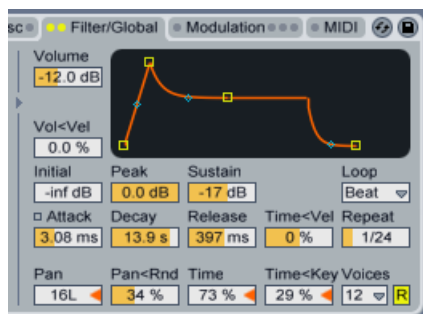 sc Filter/Global Modulation MIDI
Volume
-12.0 dB
Vol<Vel
0.0 %
Initial Peak Sustain Loop
-inf dB 0.0 dB -17 dB Beat
Attack Decay Release Time<Vel Repeat
3.08 ms 13.9 s 397 ms 0 % 1/24
Pan Pan<Rnd Time Time<Key Voices
16L 34 % 73 % 29 % 12 R